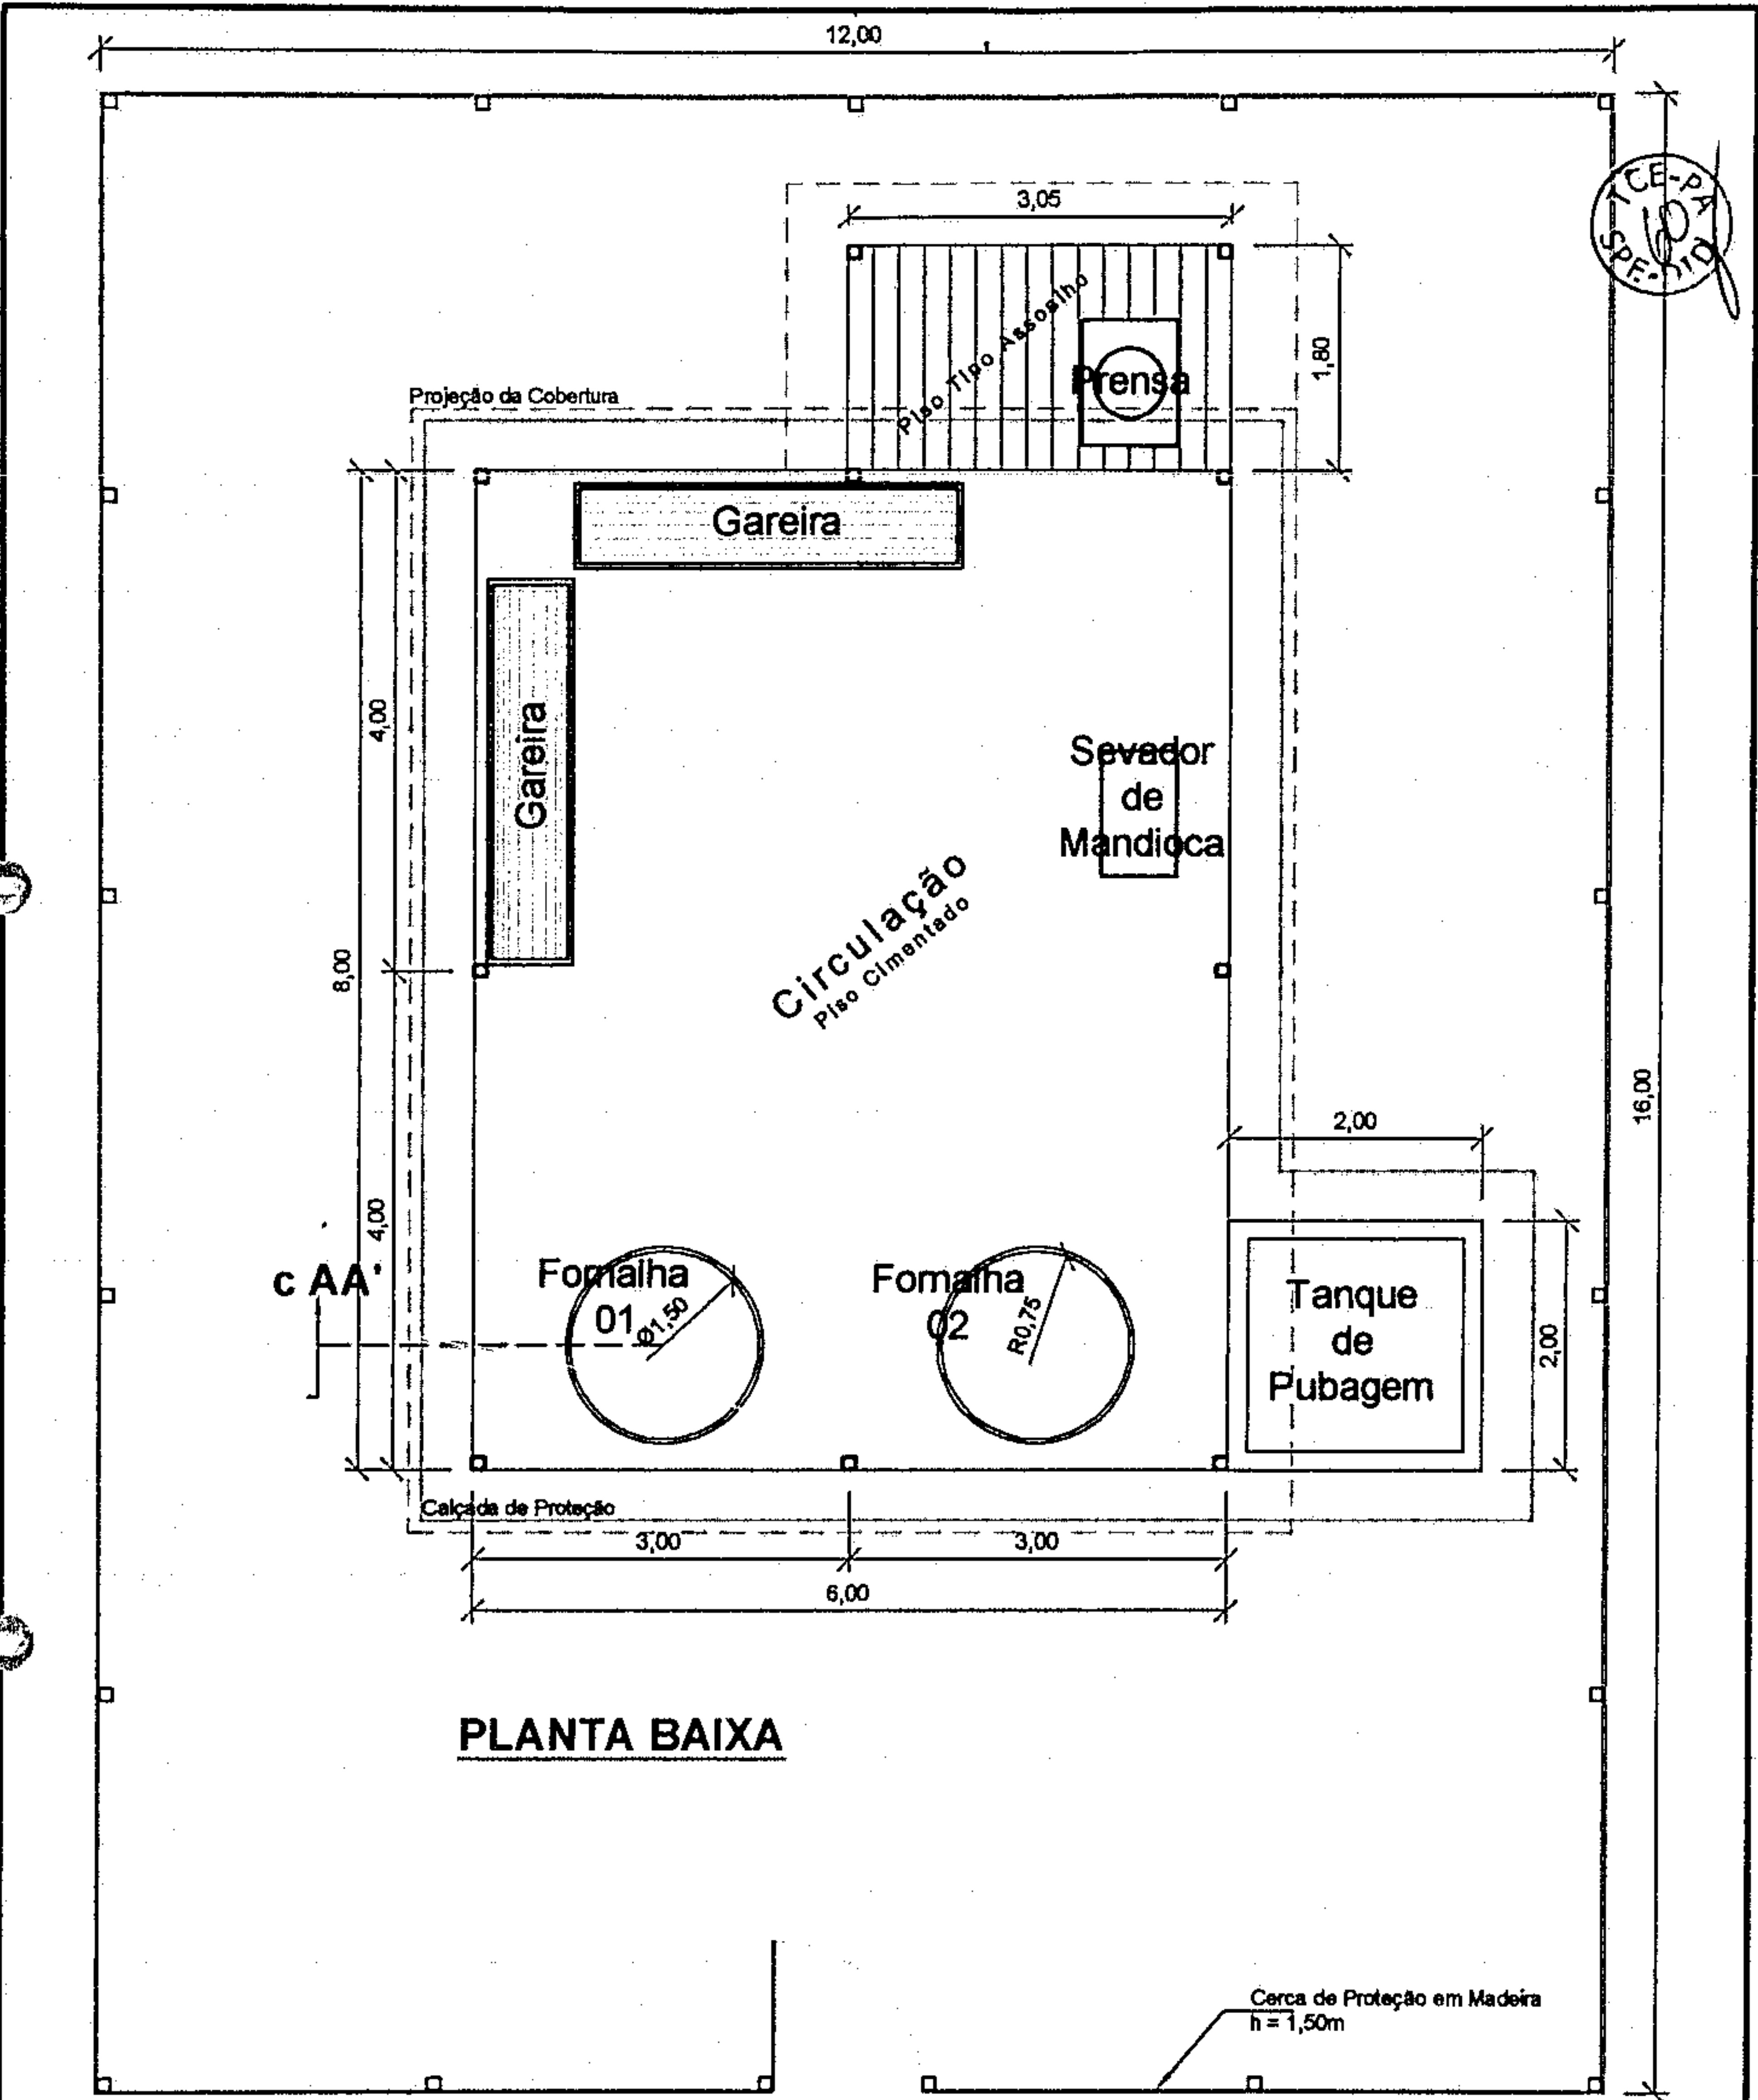 12,00
TCE-PA
3,05
Piso Tipo Assoalho
Prensa
1,80
Projeção da Cobertura
Gareira
Gareira
4,00
Sevador
de
Mandioca
Circulação
Piso Cimentado
8,00
16,00
2,00
4,00
c AA'
Fornalha
01
Ø1,50
Fornalha
02
R0,75
Tanque
de
Pubagem
2,00
Calçada de Proteção
3,00
3,00
6,00
PLANTA BAIXA
Cerca de Proteção em Madeira
h = 1,50m